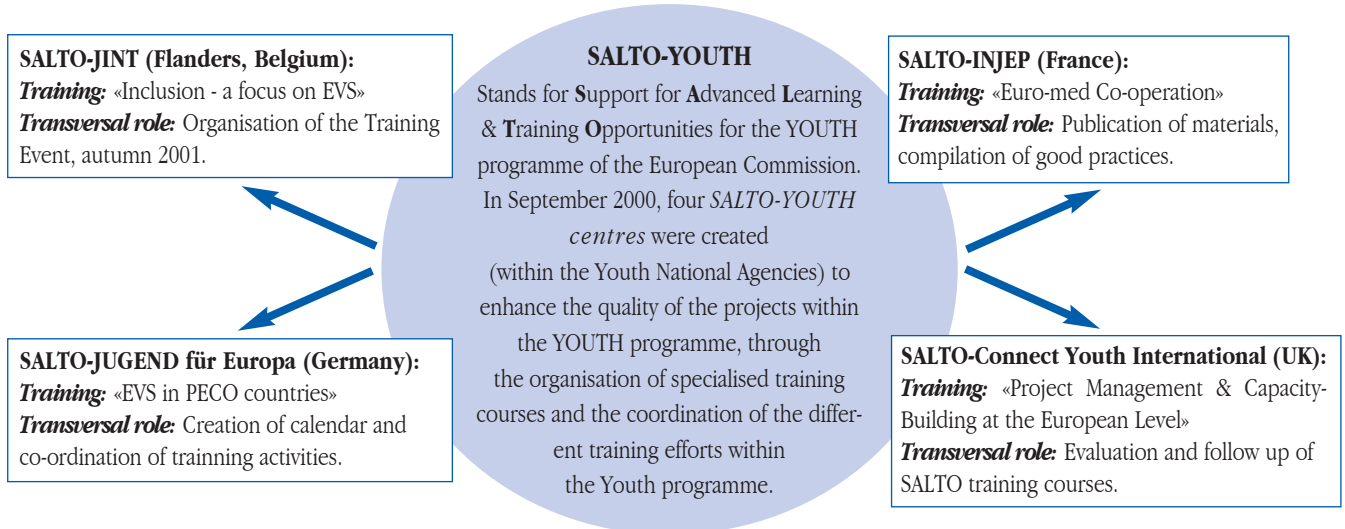 SALTO-JINT (Flanders, Belgium):
Training: «Inclusion - a focus on EVS»
Transversal role: Organisation of the Training
Event, autumn 2001.
SALTO-JUGEND für Europa (Germany):
Training: «EVS in PECO countries»
Transversal role: Creation of calendar and
co-ordination of trainning activities.
SALTO-YOUTH
Stands for Support for Advanced Learning
& Training Opportunities for the YOUTH
programme of the European Commission.
In September 2000, four SALTO-YOUTH
centres were created
(within the Youth National Agencies) to
enhance the quality of the projects within
the YOUTH programme, through
the organisation of specialised training
courses and the coordination of the differ-
ent training efforts within
the Youth programme.
SALTO-INJEP (France):
Training: «Euro-med Co-operation»
Transversal role: Publication of materials,
compilation of good practices.
SALTO-Connect Youth International (UK):
Training: «Project Management & Capacity-
Building at the European Level»
Transversal role: Evaluation and follow up of
SALTO training courses.